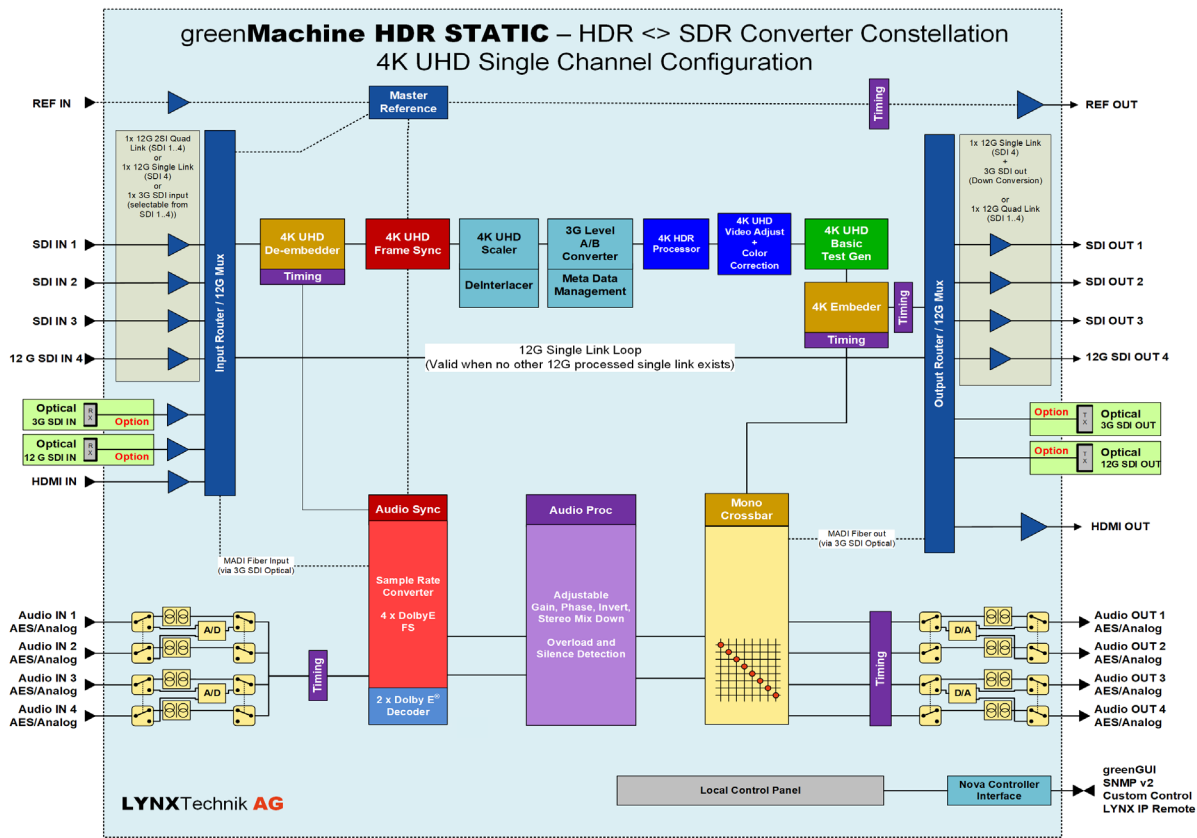 greenMachine HDR STATIC – HDR <> SDR Converter Constellation
4K UHD Single Channel Configuration
REF IN
Master
Reference
Timing
REF OUT
1x 12G 2SI Quad
Link (SDI 1..4)
or
1x 12G Single Link
(SDI 4)
or
1x 3G SDI input
(selectable from
SDI 1..4))
Input Router / 12G Mux
SDI IN 1
SDI IN 2
SDI IN 3
12 G SDI IN 4
Optical
3G SDI IN
RX
Option
Optical
12 G SDI IN
RX
Option
HDMI IN
4K UHD
De-embedder
Timing
4K UHD
Frame Sync
4K UHD
Scaler
DeInterlacer
3G Level
A/B
Converter
Meta Data
Management
4K HDR
Processor
4K UHD
Video Adjust
+
Color
Correction
4K UHD
Basic
Test Gen
4K Embeder
Timing
Timing
12G Single Link Loop
(Valid when no other 12G processed single link exists)
Output Router / 12G Mux
1x 12G Single Link
(SDI 4)
+
3G SDI out
(Down Conversion)
or
1x 12G Quad Link
(SDI 1..4)
SDI OUT 1
SDI OUT 2
SDI OUT 3
12G SDI OUT 4
Option
TX
Optical
3G SDI OUT
Option
TX
Optical
12G SDI OUT
HDMI OUT
MADI Fiber Input
(via 3G SDI Optical)
Audio Sync
Sample Rate
Converter
4 x DolbyE
FS
2 x Dolby E®
Decoder
Audio Proc
Adjustable
Gain, Phase, Invert,
Stereo Mix Down
Overload and
Silence Detection
Mono
Crossbar
MADI Fiber out
(via 3G SDI Optical)
Audio IN 1
AES/Analog
Audio IN 2
AES/Analog
Audio IN 3
AES/Analog
Audio IN 4
AES/Analog
A/D
A/D
Timing
Timing
D/A
D/A
Audio OUT 1
AES/Analog
Audio OUT 2
AES/Analog
Audio OUT 3
AES/Analog
Audio OUT 4
AES/Analog
LYNXTechnik AG
Local Control Panel
Nova Controller
Interface
greenGUI
SNMP v2
Custom Control
LYNX IP Remote